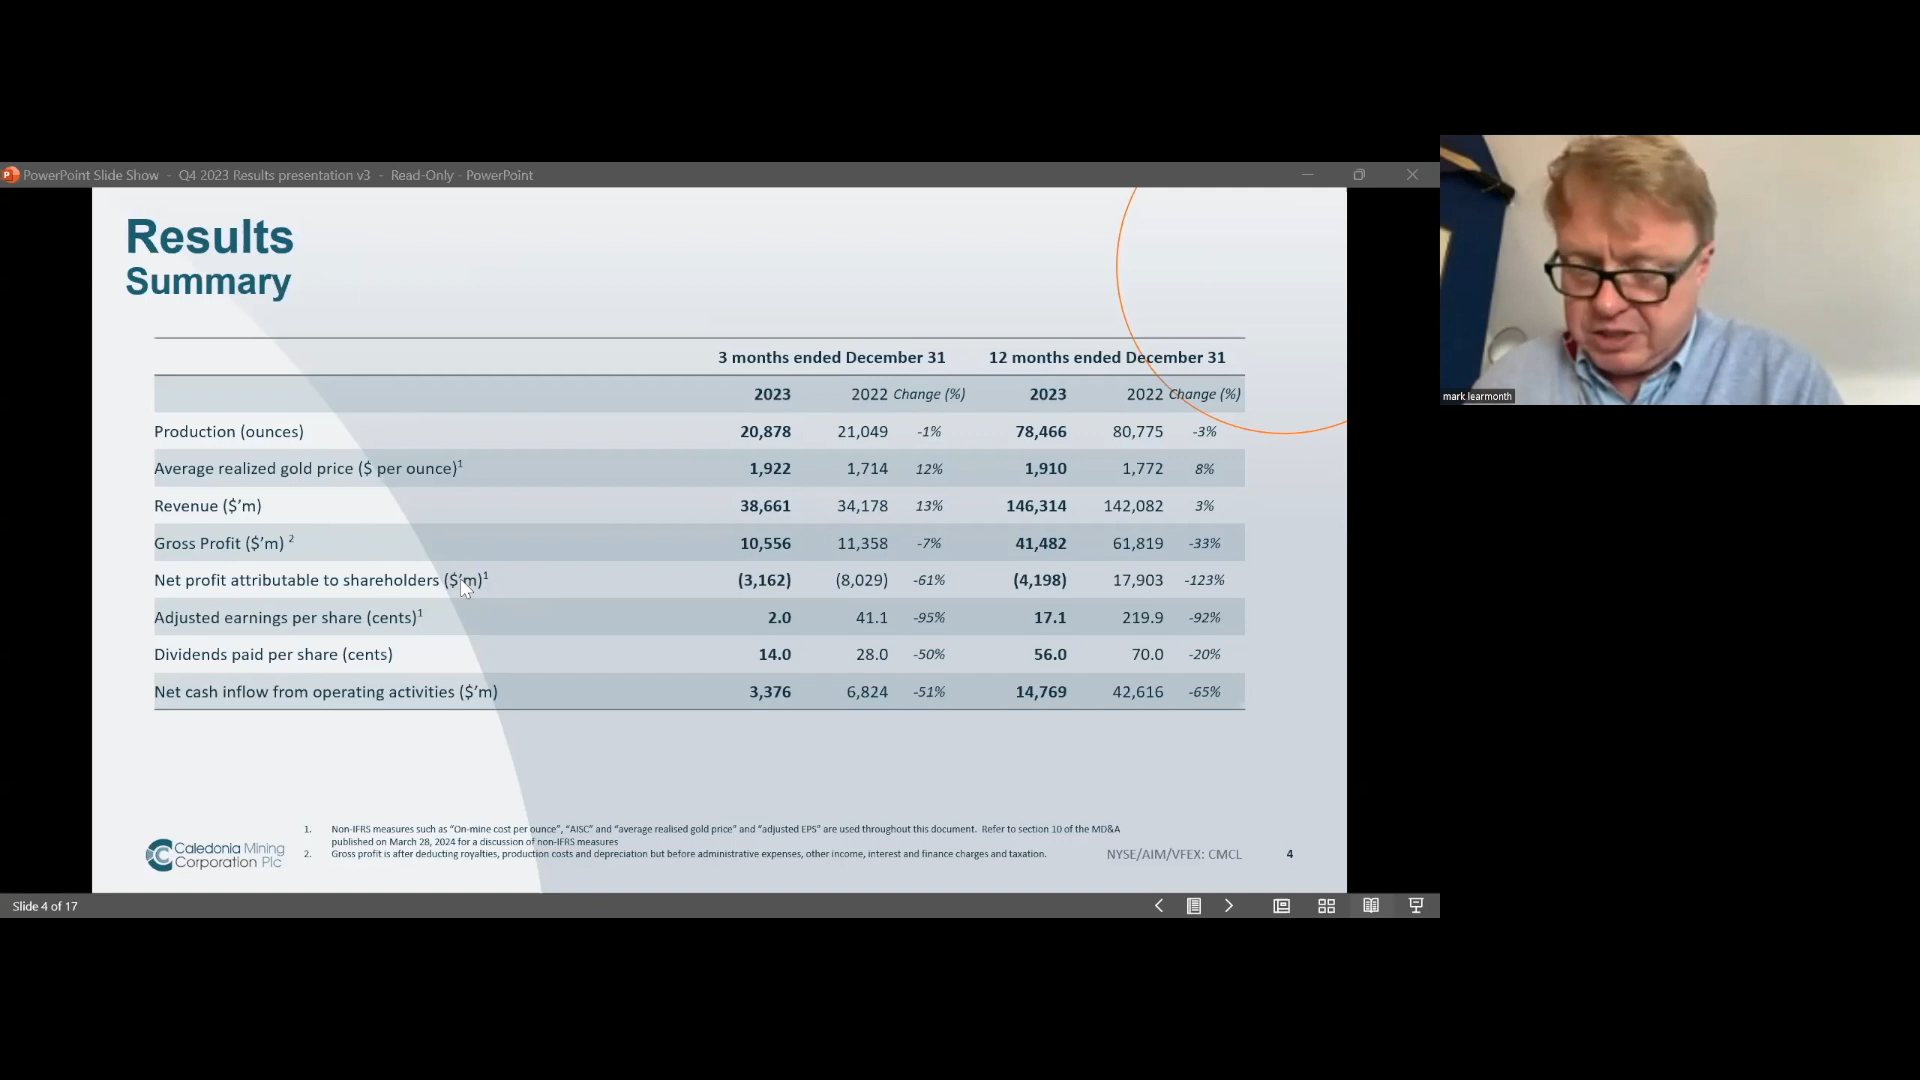 PowerPoint Slide Show - Q4 2023 Results presentation v3 - Read-Only - PowerPoint
Results
Summary
3 months ended December 31 12 months ended December 31
2023 2022 Change (%) 2023 2022 Change (%)
Production (ounces) 20,878 21,049 -1% 78,466 80,775 -3%
Average realized gold price ($ per ounce)1 1,922 1,714 12% 1,910 1,772 8%
Revenue ($'m) 38,661 34,178 13% 146,314 142,082 3%
Gross Profit ($'m) 2 10,556 11,358 -7% 41,482 61,819 -33%
Net profit attributable to shareholders ($'m)1 (3,162) (8,029) -61% (4,198) 17,903 -123%
Adjusted earnings per share (cents)1 2.0 41.1 -95% 17.1 219.9 -92%
Dividends paid per share (cents) 14.0 28.0 -50% 56.0 70.0 -20%
Net cash inflow from operating activities ($'m) 3,376 6,824 -51% 14,769 42,616 -65%
1. Non-IFRS measures such as "On-mine cost per ounce", "AISC" and "average realised gold price" and "adjusted EPS" are used throughout this document. Refer to section 10 of the MD&A
published on March 28, 2024 for a discussion of non-IFRS measures
2. Gross profit is after deducting royalties, production costs and depreciation but before administrative expenses, other income, interest and finance charges and taxation.
Caledonia Mining
Corporation Plc
NYSE/AIM/VFEX: CMCL 4
Slide 4 of 17
mark learmonth